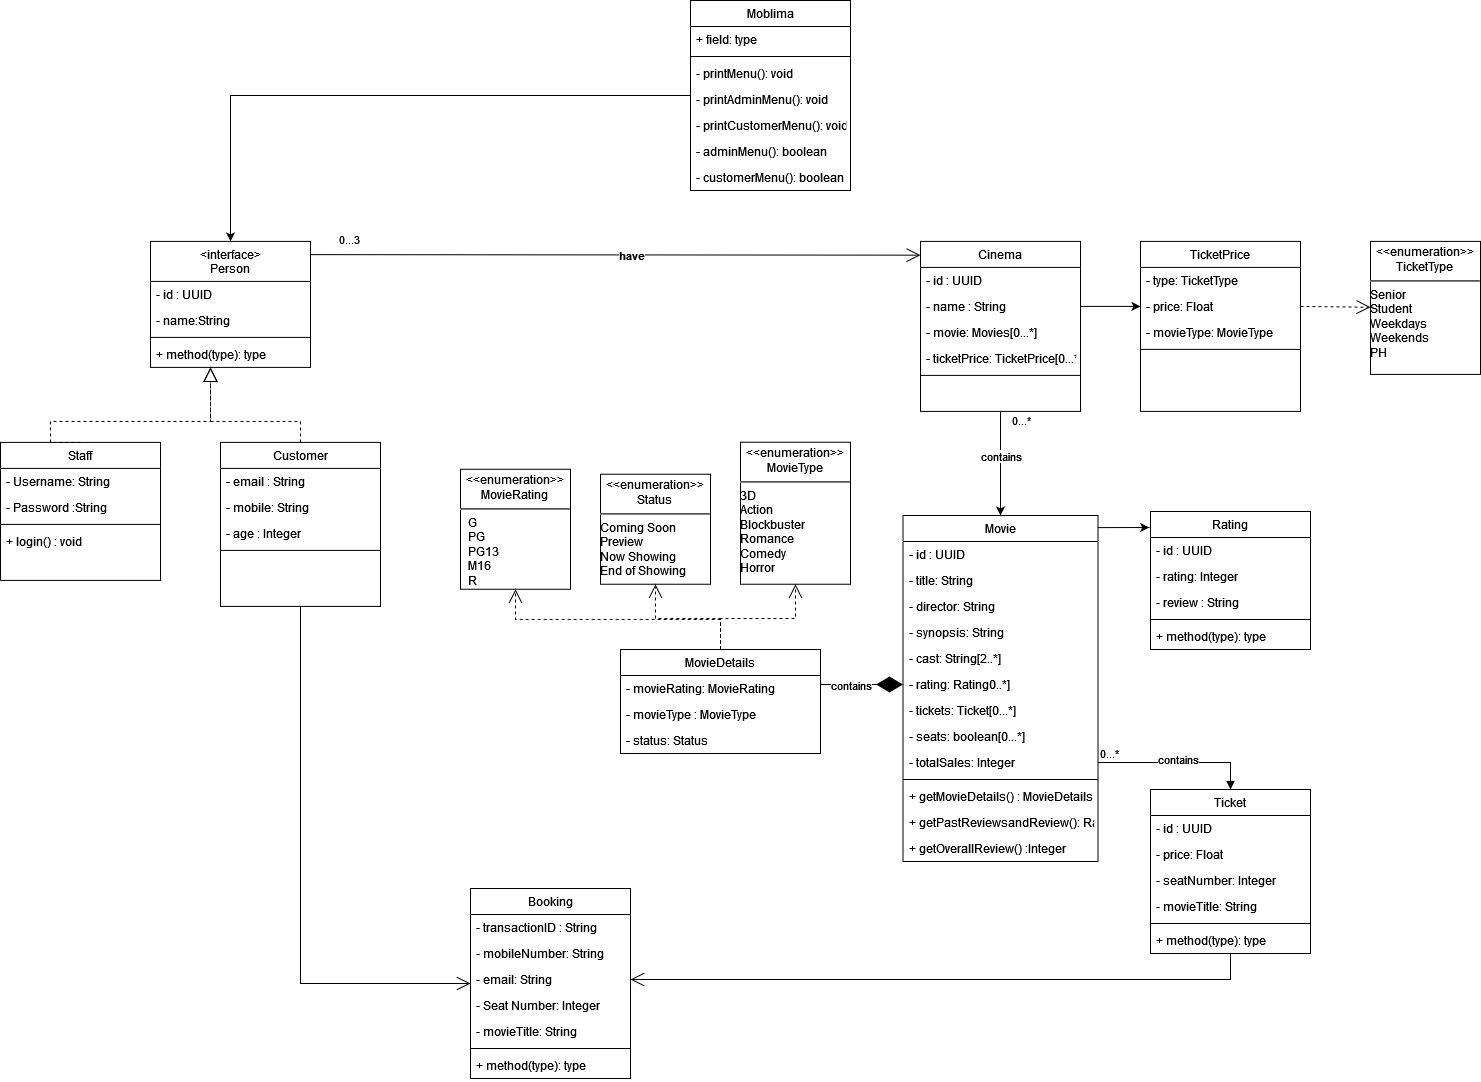 Moblima
+ field: type
- printMenu(): void
- printAdminMenu(): void
- printCustomerMenu(): void
- adminMenu(): boolean
- customerMenu(): boolean
0...3
have
<interface>
Person
- id : UUID
- name:String
+ method(type): type
Cinema
- id : UUID
- name : String
- movie: Movies[0...*]
- ticketPrice: TicketPrice[0...*
TicketPrice
- type: TicketType
- price: Float
- movieType: MovieType
<<enumeration>>
TicketType
Senior
Student
Weekdays
Weekends
PH
0...*
contains
Staff
- Username: String
- Password :String
+ login() : void
Customer
- email : String
- mobile: String
- age : Integer
<<enumeration>>
MovieRating
G
PG
PG13
M16
R
<<enumeration>>
Status
Coming Soon
Preview
Now Showing
End of Showing
<<enumeration>>
MovieType
3D
Action
Blockbuster
Romance
Comedy
Horror
Movie
- id : UUID
- title: String
- director: String
- synopsis: String
- cast: String[2..*]
- rating: Rating0..*]
- tickets: Ticket[0...*]
- seats: boolean[0...*]
- totalSales: Integer
+ getMovieDetails() : MovieDetails
+ getPastReviewsandReview(): Ra
+ getOverallReview() :Integer
Rating
- id : UUID
- rating: Integer
- review : String
+ method(type): type
MovieDetails
- movieRating: MovieRating
- movieType : MovieType
- status: Status
contains
0...*
contains
Ticket
- id : UUID
- price: Float
- seatNumber: Integer
- movieTitle: String
+ method(type): type
Booking
- transactionID : String
- mobileNumber: String
- email: String
- Seat Number: Integer
- movieTitle: String
+ method(type): type